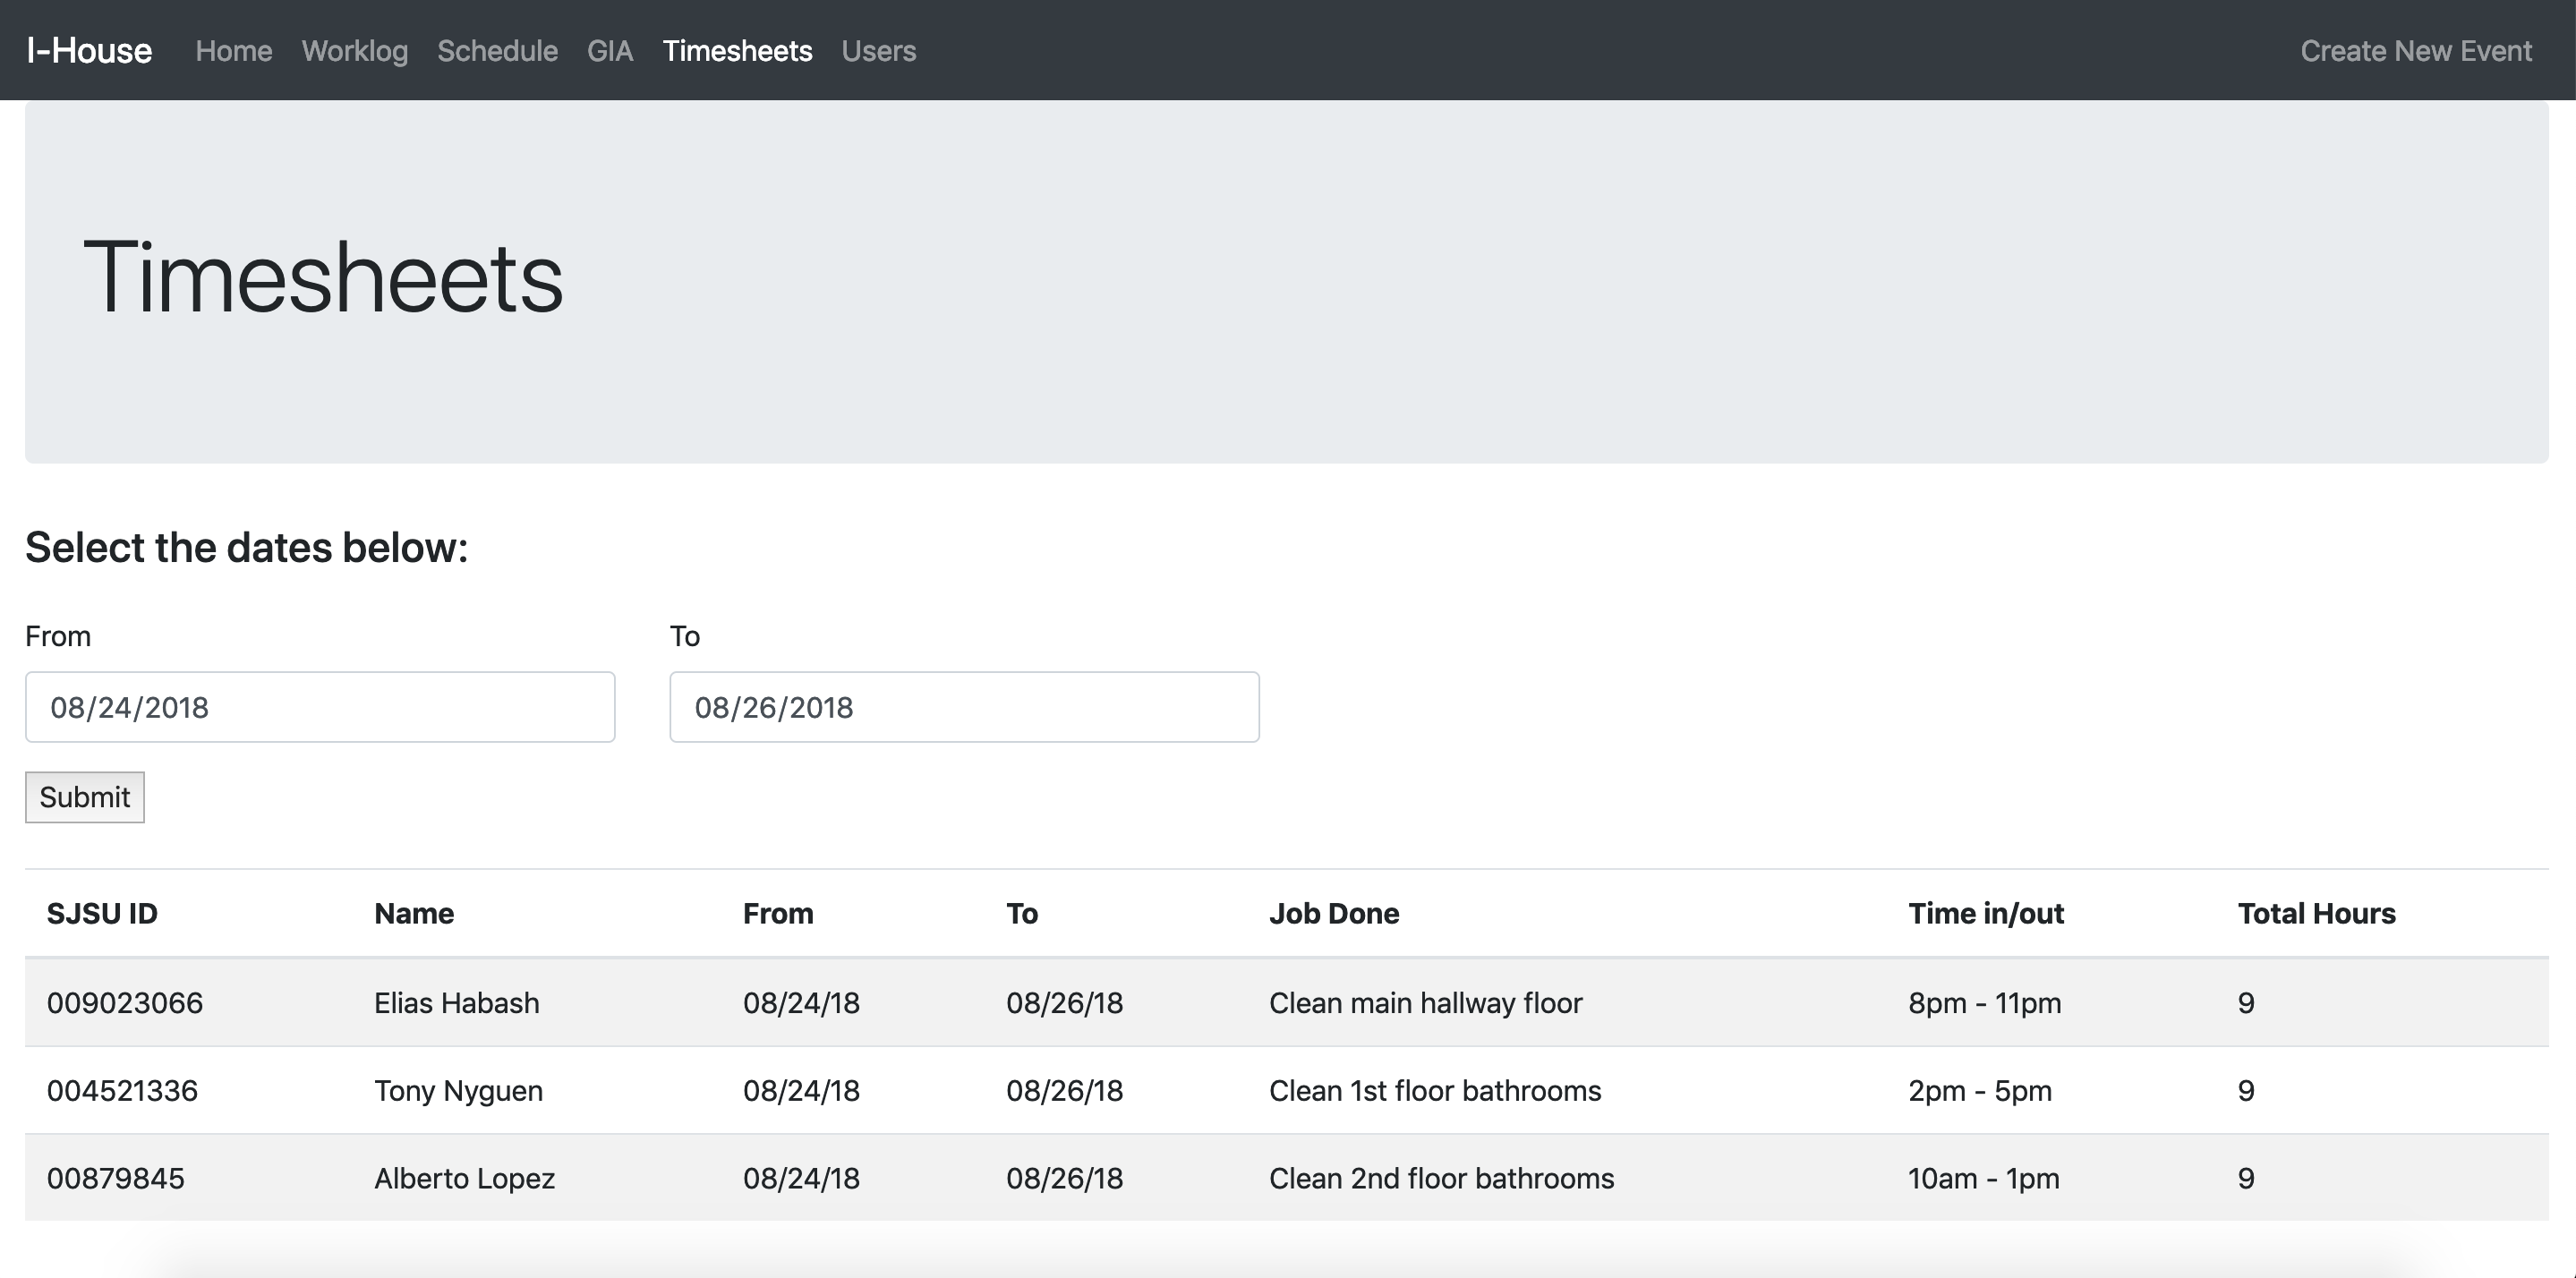 I-House Home Worklog Schedule GIA Timesheets Users Create New Event
Timesheets
Select the dates below:
From To
08/24/2018 08/26/2018
Submit
SJSU ID Name From To Job Done Time in/out Total Hours
009023066 Elias Habash 08/24/18 08/26/18 Clean main hallway floor 8pm - 11pm 9
004521336 Tony Nyguen 08/24/18 08/26/18 Clean 1st floor bathrooms 2pm - 5pm 9
00879845 Alberto Lopez 08/24/18 08/26/18 Clean 2nd floor bathrooms 10am - 1pm 9